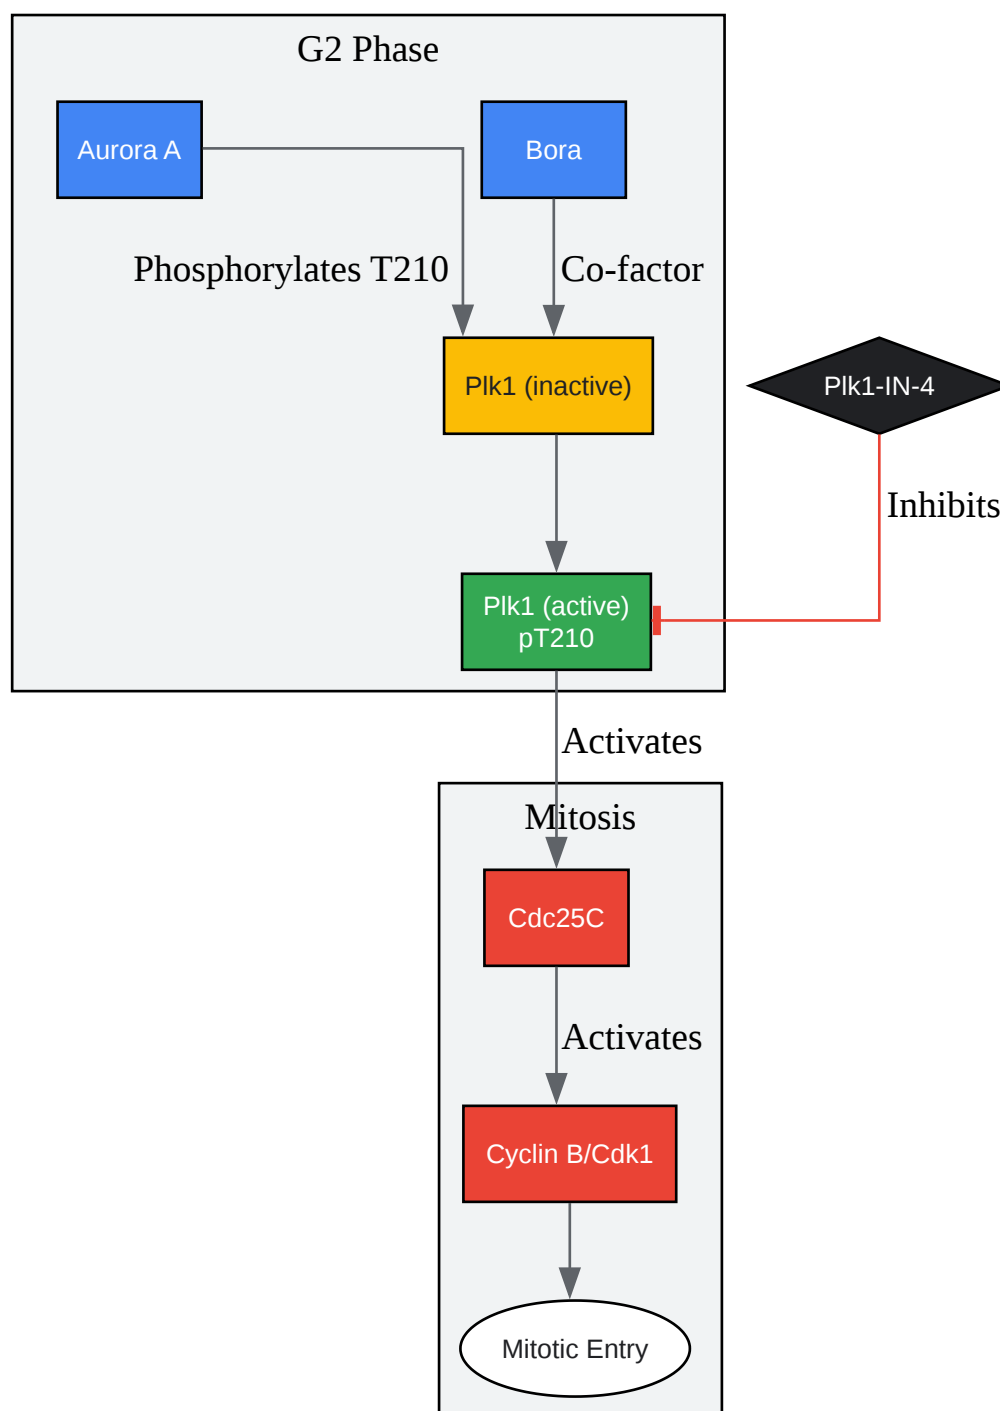 G2 Phase
Aurora A
Bora
Phosphorylates T210
Co-factor
Plk1 (inactive)
Plk1-IN-4
Inhibits
Plk1 (active)
pT210
Activates
Mitosis
Cdc25C
Activates
Cyclin B/Cdk1
Mitotic Entry